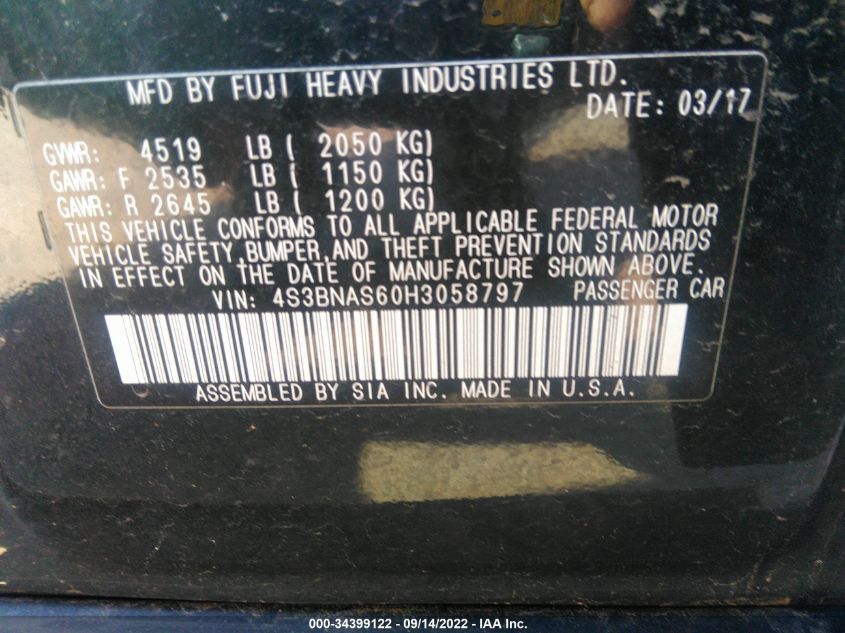 MFD BY FUJI HEAVY INDUSTRIES LTD.
DATE: 03/17
GVWR: 4519 LB ( 2050 KG)
GAWR: F 2535 LB ( 1150 KG)
GAWR: R 2645 LB ( 1200 KG)
THIS VEHICLE CONFORMS TO ALL APPLICABLE FEDERAL MOTOR
VEHICLE SAFETY,BUMPER,AND THEFT PREVENTION STANDARDS
IN EFFECT ON THE DATE OF MANUFACTURE SHOWN ABOVE.
VIN: 4S3BNAS60H3058797 PASSENGER CAR
ASSEMBLED BY SIA INC. MADE IN U.S.A.
000-34399122 - 09/14/2022 - IAA Inc.